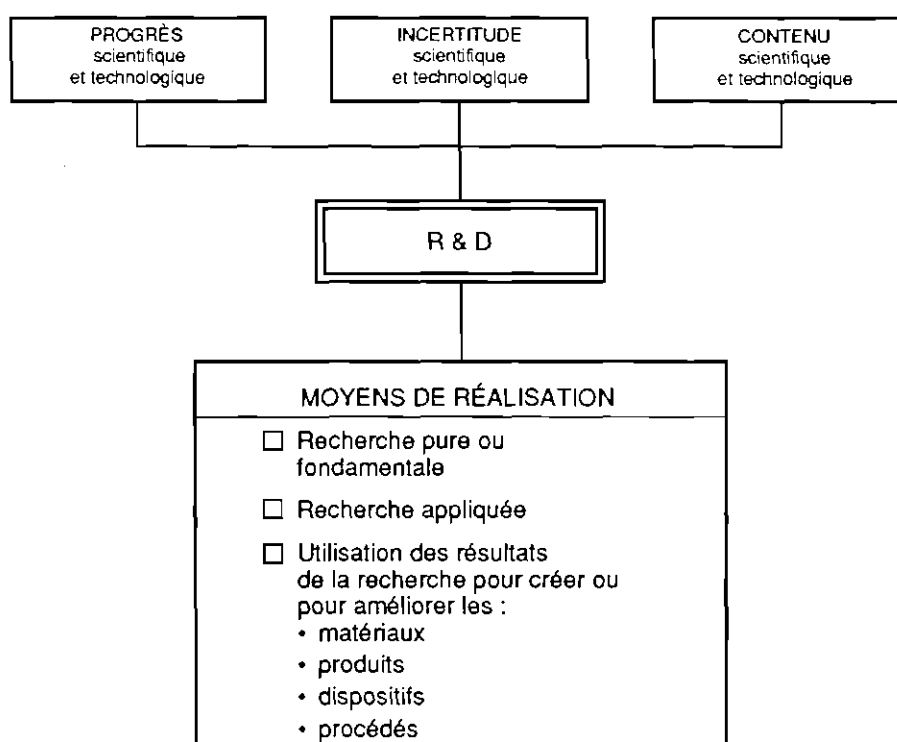 PROGRÈS
scientifique
et technologique
INCERTITUDE
scientifique
et technologique
CONTENU
scientifique
et technologique
R & D
MOYENS DE RÉALISATION
☐ Recherche pure ou
fondamentale
☐ Recherche appliquée
☐ Utilisation des résultats
de la recherche pour créer ou
pour améliorer les :
• matériaux
• produits
• dispositifs
• procédés